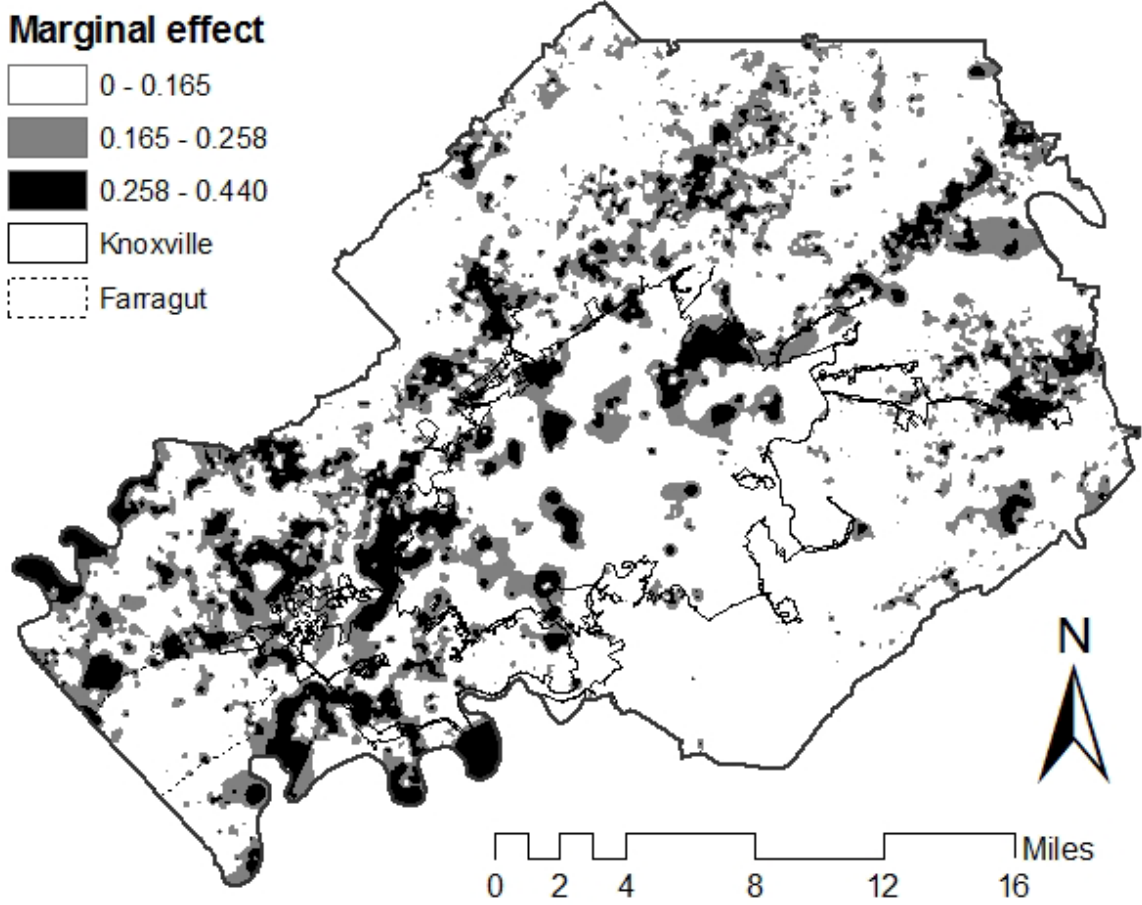 Marginal effect
0 - 0.165
0.165 - 0.258
0.258 - 0.440
Knoxville
Farragut
N
Miles
0 2 4 8 12 16